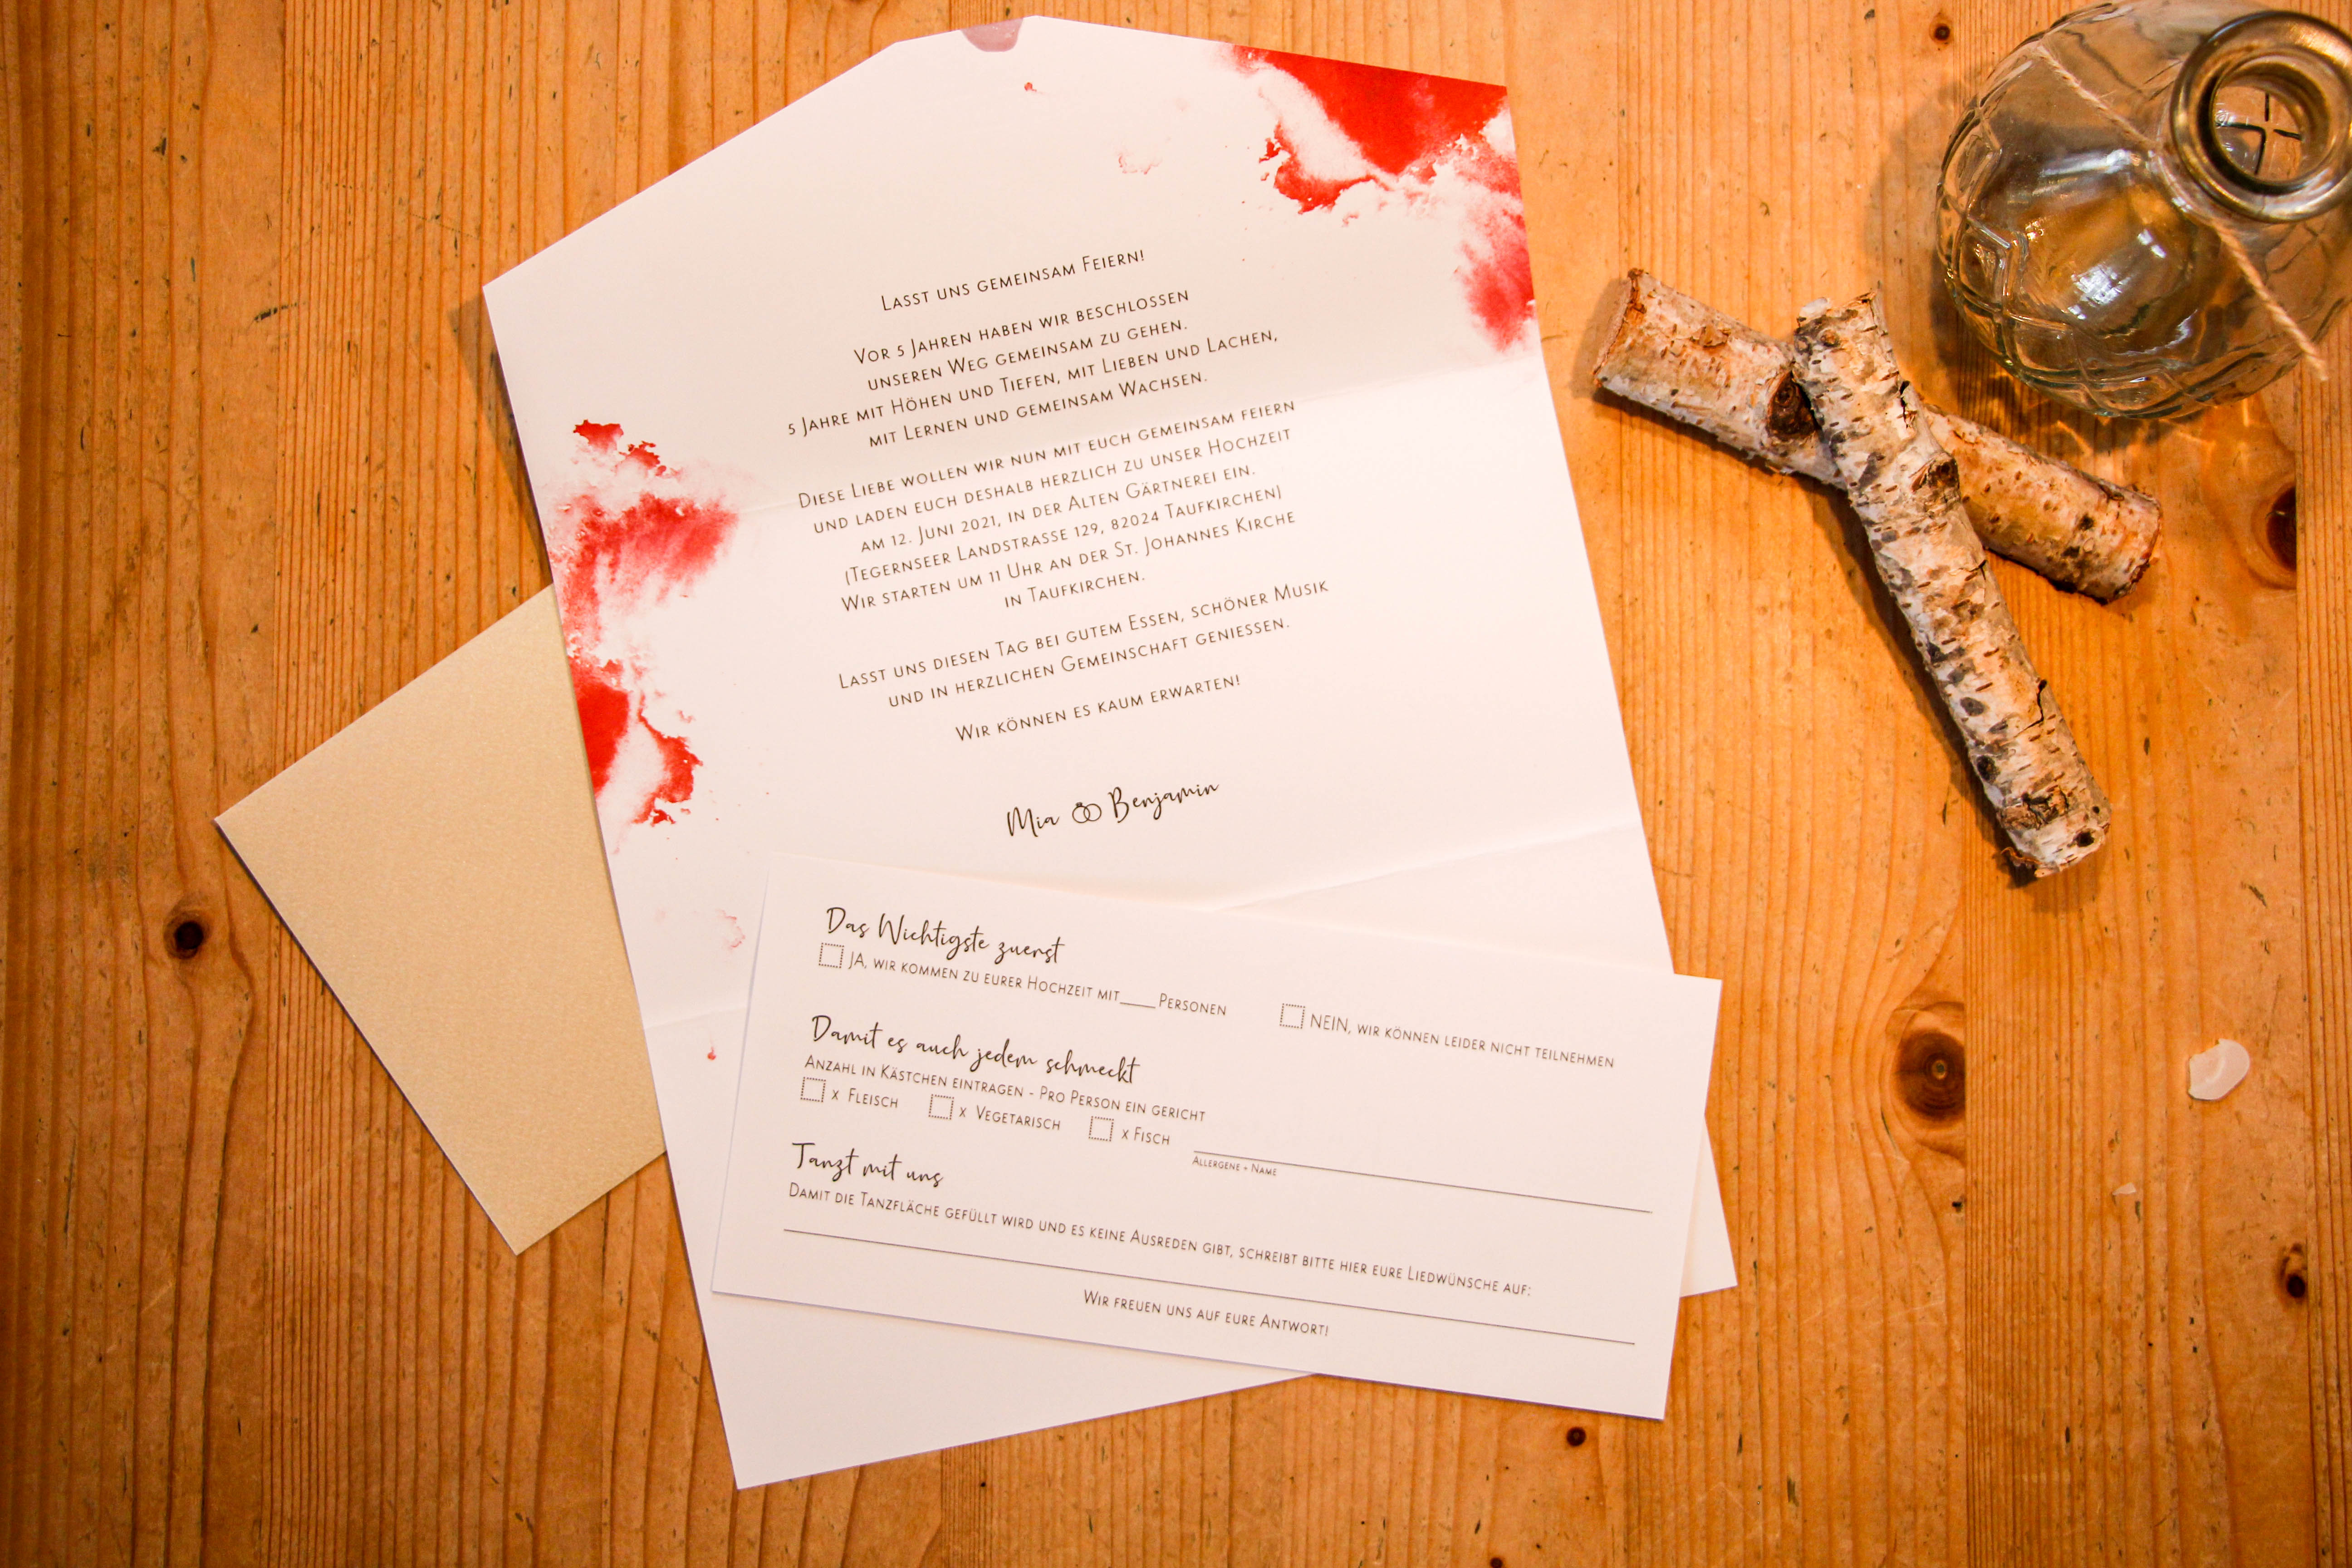 Lasst uns gemeinsam Feiern!
Vor 5 Jahren haben wir beschlossen
unseren Weg gemeinsam zu gehen.
5 Jahre mit Höhen und Tiefen, mit Lieben und Lachen,
mit Lernen und gemeinsam Wachsen.
Diese Liebe wollen wir nun mit euch gemeinsam feiern
und laden euch deshalb herzlich zu unser Hochzeit
am 12. Juni 2021, in der Alten Gärtnerei ein.
(Tegernseer Landstrasse 129, 82024 Taufkirchen)
Wir starten um 11 Uhr an der St. Johannes Kirche
in Taufkirchen.
Lasst uns diesen Tag bei gutem Essen, schöner Musik
und in herzlichen Gemeinschaft geniessen.
Wir können es kaum erwarten!
Mia Benjamin
Das Wichtigste zuerst
JA, wir kommen zu eurer Hochzeit mit____ Personen NEIN, wir können leider nicht teilnehmen
Damit es auch jedem schmeckt
Anzahl in Kästchen eintragen - Pro Person ein gericht
x Fleisch x Vegetarisch x Fisch
Allergene + Name
Tanzt mit uns
Damit die Tanzfläche gefüllt wird und es keine Ausreden gibt, schreibt bitte hier eure Liedwünsche auf:
Wir freuen uns auf eure Antwort!